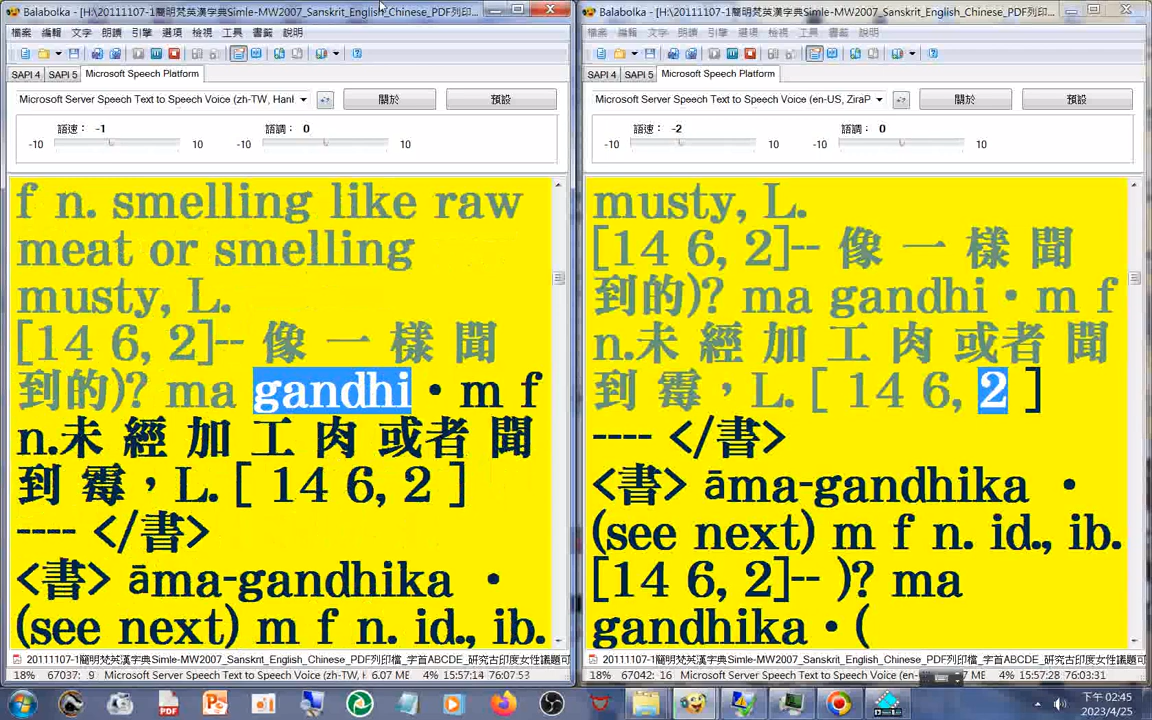 Balabolka - [H:\20111107-1簡明梵英漢字典Simle-MW2007_Sanskrit_English_Chinese_PDF列印...
檔案 編輯 文字 朗讀 引擎 選項 檢視 工具 書籤 說明
SAPI 4 SAPI 5 Microsoft Speech Platform
Microsoft Server Speech Text to Speech Voice (zh-TW, HanH
關於 預設
語速： -1 語調： 0
-10 10 -10 10
f n. smelling like raw
meat or smelling
musty, L.
[14 6, 2]-- 像 一 樣 聞
到的)? ma gandhi • m f
n.未 經 加 工 肉 或者 聞
到 霉，L. [ 14 6, 2 ]
---- </書>
<書> āma-gandhika •
(see next) m f n. id., ib.
20111107-1簡明梵英漢字典Simle-MW2007_Sanskrit_English_Chinese_PDF列印檔_字首ABCDE_研究古印度女性議題可
18% 67037: 9 Microsoft Server Speech Text to Speech Voice (zh-TW, H 6.07 MB 4% 15:57:14 76:07:53
Balabolka - [H:\20111107-1簡明梵英漢字典Simle-MW2007_Sanskrit_English_Chinese_PDF列印...
檔案 編輯 文字 朗讀 引擎 選項 檢視 工具 書籤 說明
SAPI 4 SAPI 5 Microsoft Speech Platform
Microsoft Server Speech Text to Speech Voice (en-US, ZiraP
關於 預設
語速： -2 語調： 0
-10 10 -10 10
musty, L.
[14 6, 2]-- 像 一 樣 聞
到的)? ma gandhi • m f
n.未 經 加 工 肉 或者 聞
到 霉，L. [ 14 6, 2 ]
---- </書>
<書> āma-gandhika •
(see next) m f n. id., ib.
[14 6, 2]-- )? ma
gandhika • (
20111107-1簡明梵英漢字典Simle-MW2007_Sanskrit_English_Chinese_PDF列印檔_字首ABCDE_研究古印度女性議題可
18% 67042: 16 Microsoft Server Speech Text to Speech Voice 4% 15:57:28 76:03:31
下午 02:45
2023/4/25